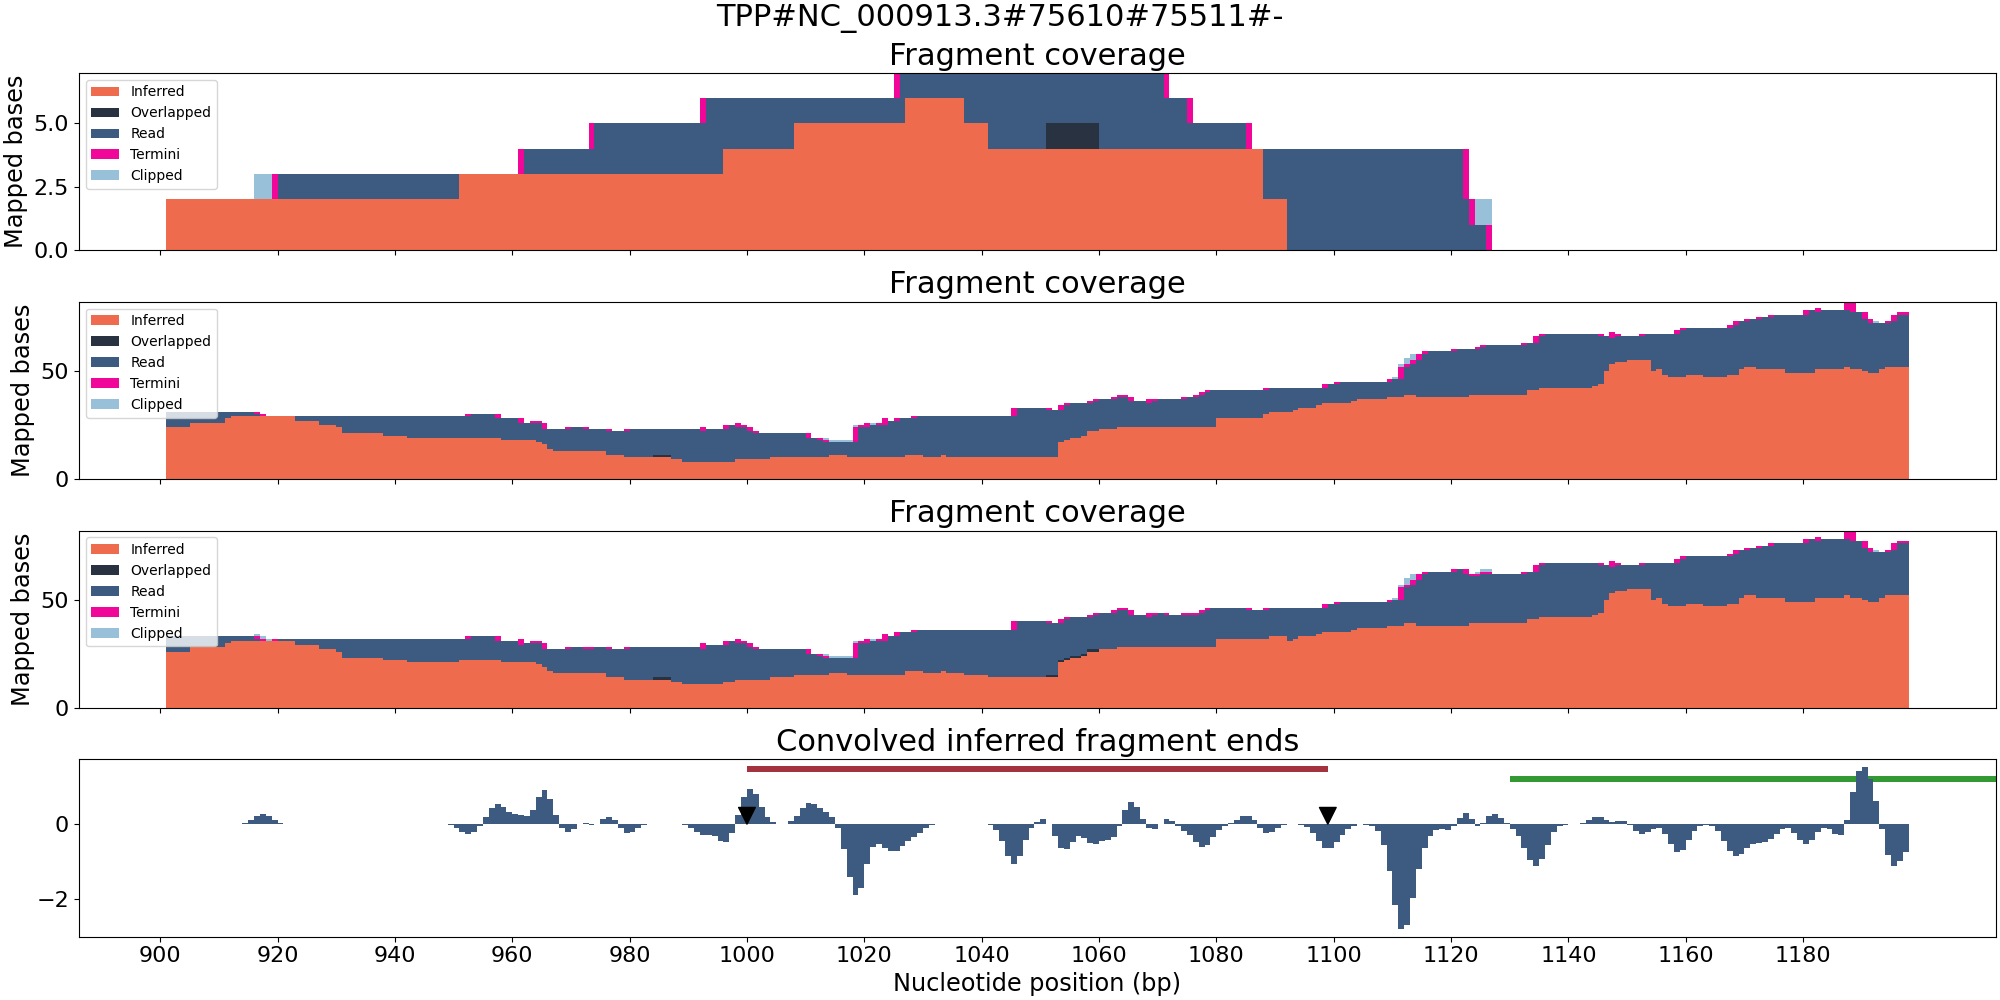 TPP#NC_000913.3#75610#75511#-
Fragment coverage
Mapped bases
5.0
2.5
0.0
Inferred
Overlapped
Read
Termini
Clipped
Fragment coverage
Mapped bases
50
0
Inferred
Overlapped
Read
Termini
Clipped
Fragment coverage
Mapped bases
50
0
Inferred
Overlapped
Read
Termini
Clipped
Convolved inferred fragment ends
0
−2
900 920 940 960 980 1000 1020 1040 1060 1080 1100 1120 1140 1160 1180
Nucleotide position (bp)